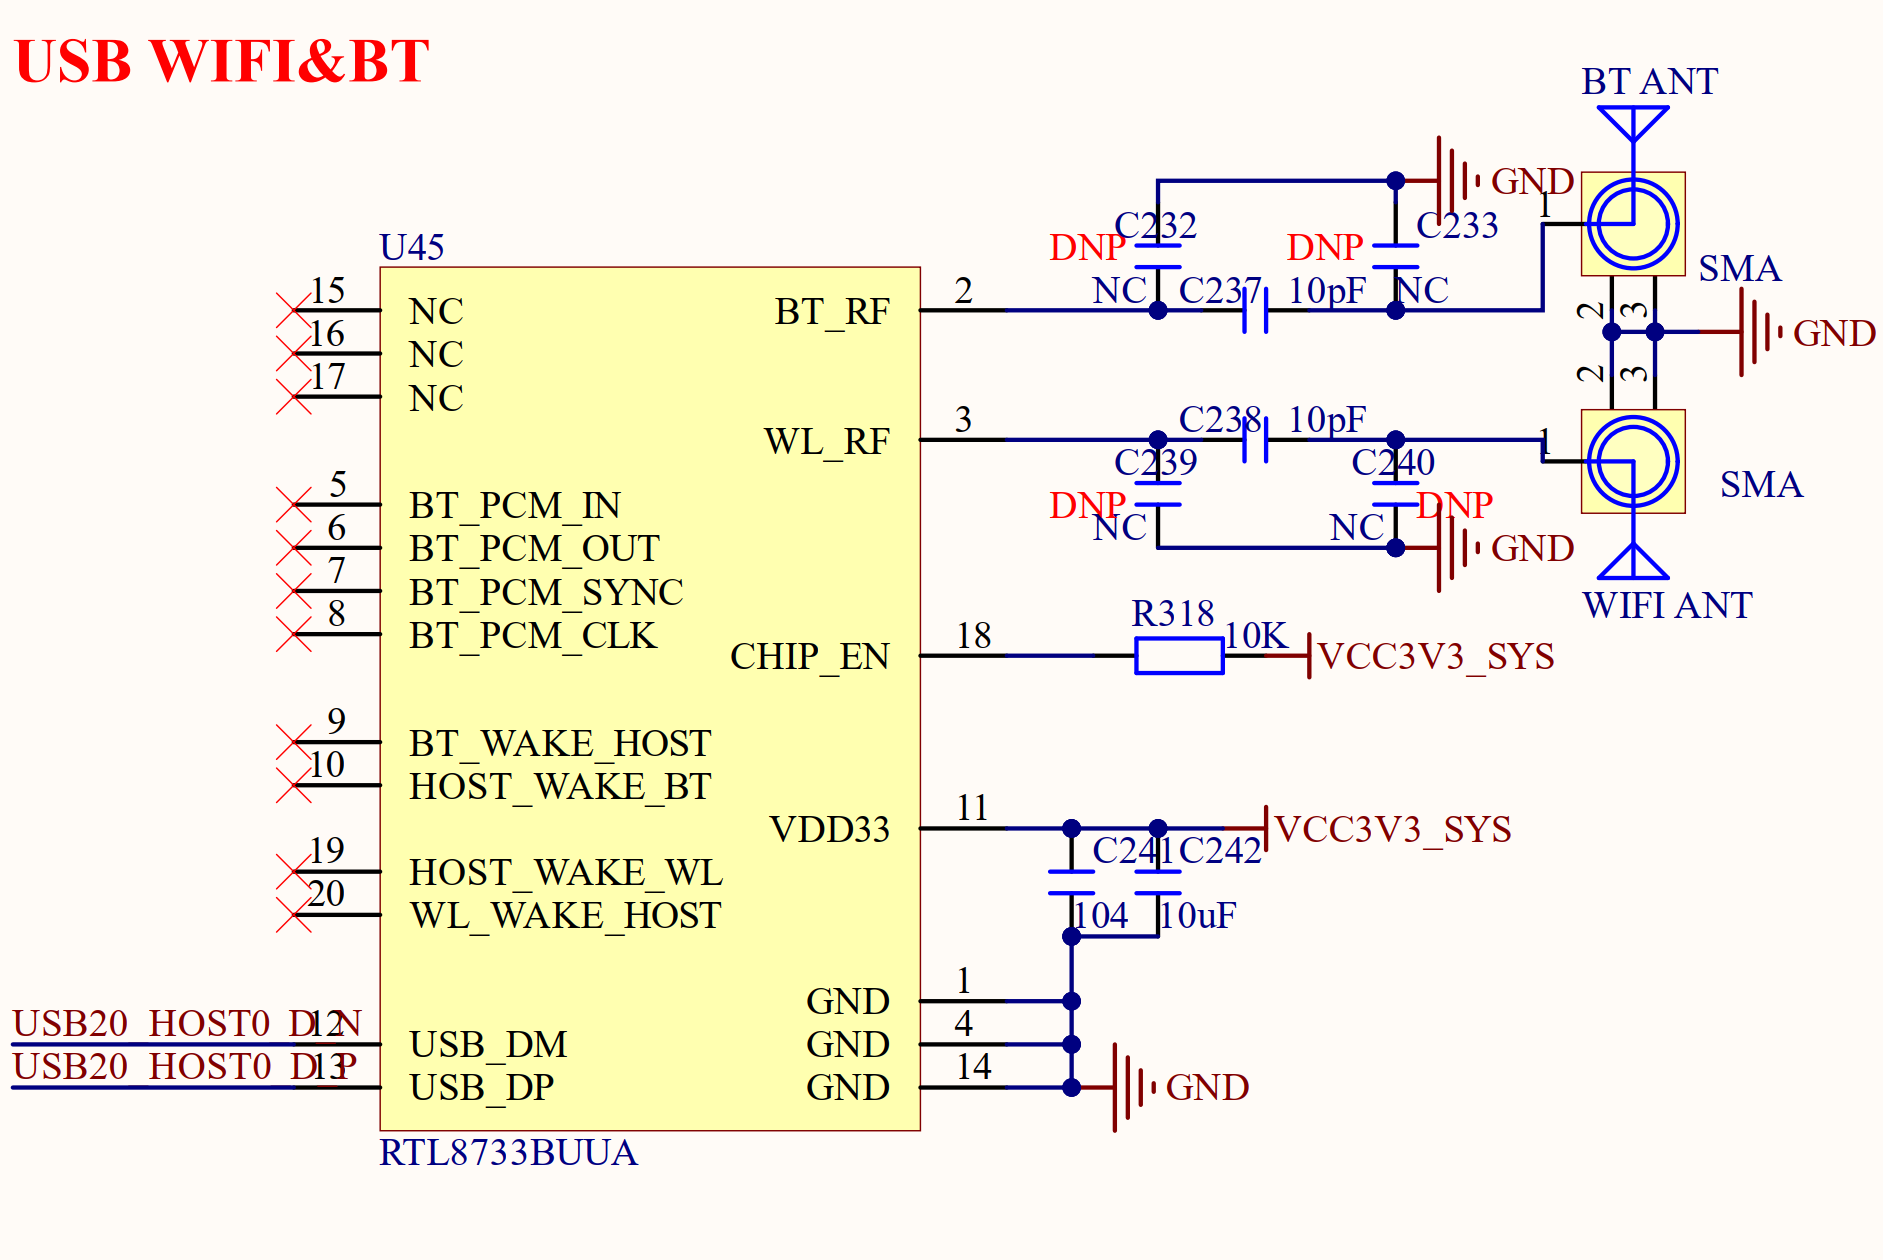 USB WIFI&BT
BT ANT
GND
1
C232
C233
DNP
DNP
U45
SMA
15
NC
2
BT_RF
NC
C237
10pF
NC
16
NC
2
3
GND
17
NC
2
3
3
WL_RF
C238
10pF
1
C239
C240
5
BT_PCM_IN
DNP
DNP
SMA
6
BT_PCM_OUT
NC
NC
GND
7
BT_PCM_SYNC
WIFI ANT
8
BT_PCM_CLK
R318
18
CHIP_EN
10K
VCC3V3_SYS
9
BT_WAKE_HOST
10
HOST_WAKE_BT
11
VDD33
VCC3V3_SYS
19
HOST_WAKE_WL
C241
C242
20
WL_WAKE_HOST
104
10uF
1
GND
USB20_HOST0_D_N
12
USB_DM
4
GND
USB20_HOST0_D_P
13
USB_DP
14
GND
GND
RTL8733BUUA